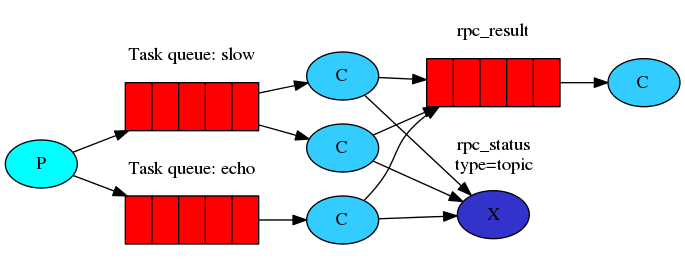 rpc_result
Task queue: slow
C
C
P
C
rpc_status
type=topic
Task queue: echo
C
X